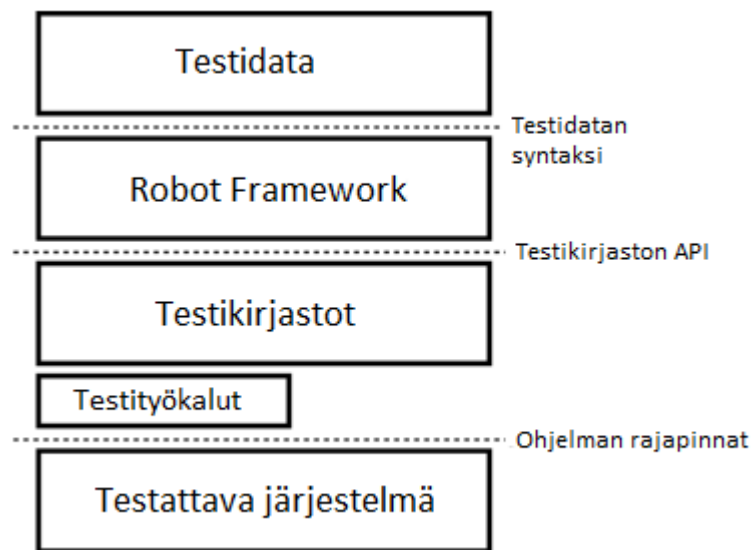 Testidata
Testidatan
syntaksi
Robot Framework
Testikirjaston API
Testikirjastot
Testityökalut
Ohjelman rajapinnat
Testattava järjestelmä